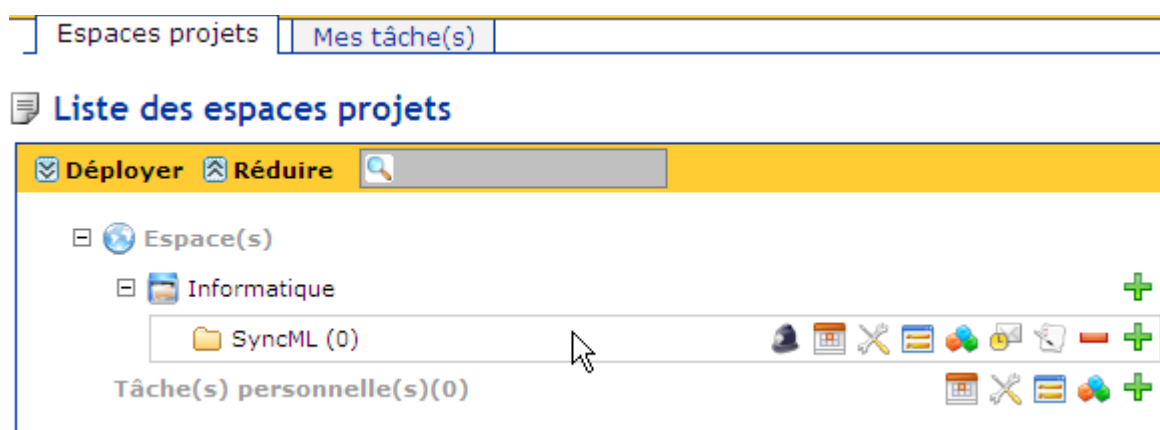 Espaces projets Mes tâche(s)
Liste des espaces projets
Déployer Réduire
Espace(s)
Informatique
SyncML (0)
Tâche(s) personnelle(s)(0)